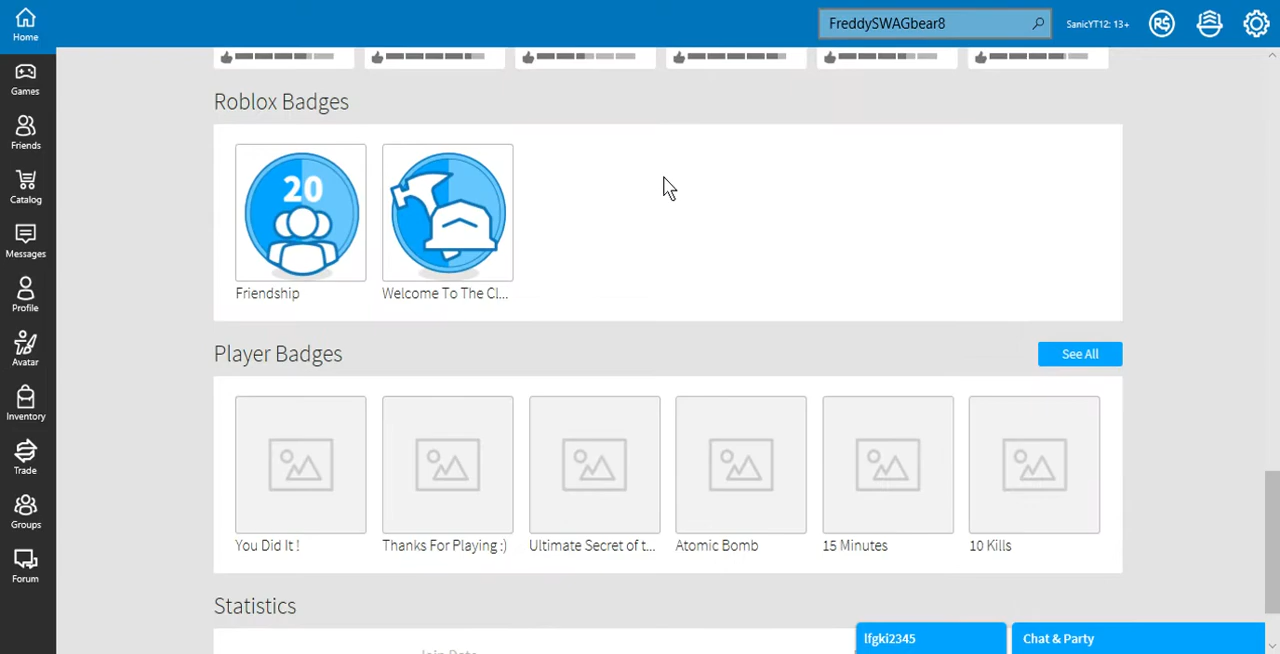 Home
FreddySWAGbear8
SanicYT12: 13+
R$
Games
Friends
Catalog
Messages
Profile
Avatar
Inventory
Trade
Groups
Forum
Roblox Badges
20
Friendship
Welcome To The Cl...
Player Badges
See All
You Did It !
Thanks For Playing :)
Ultimate Secret of t...
Atomic Bomb
15 Minutes
10 Kills
Statistics
Join Date
lfgki2345
Chat & Party